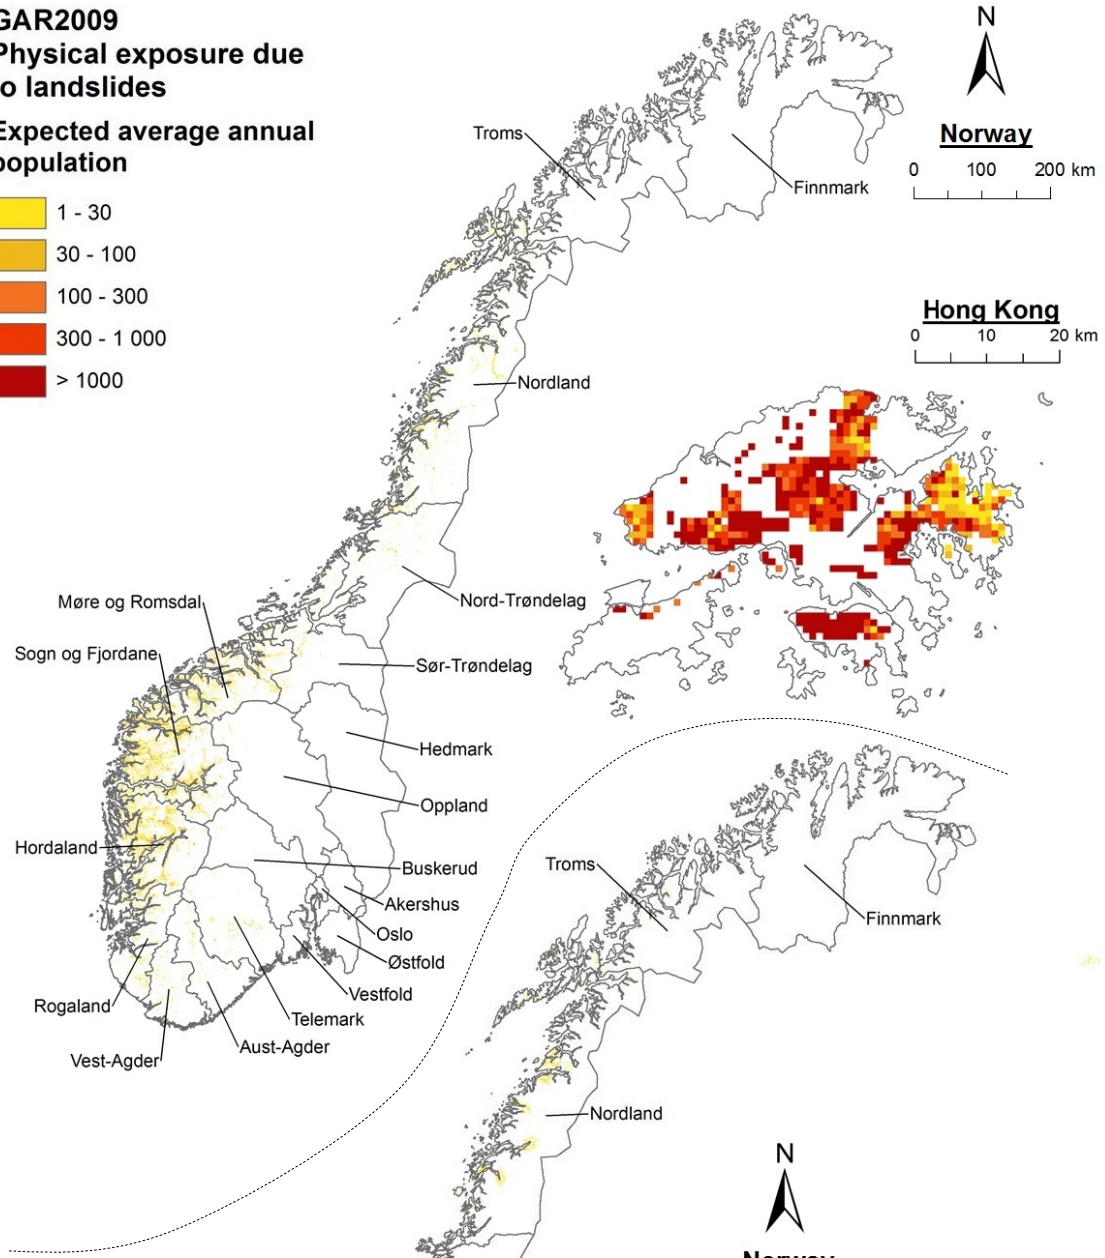 GAR2009
Physical exposure due
to landslides
Expected average annual
population
1 - 30
30 - 100
100 - 300
300 - 1 000
> 1000
N
Norway
0 100 200 km
Troms
Finnmark
Hong Kong
0 10 20 km
Nordland
Nord-Trøndelag
Møre og Romsdal
Sogn og Fjordane
Sør-Trøndelag
Hedmark
Oppland
Hordaland
Buskerud
Akershus
Oslo
Østfold
Vestfold
Rogaland
Telemark
Aust-Agder
Vest-Agder
Troms
Finnmark
Nordland
N
Norway